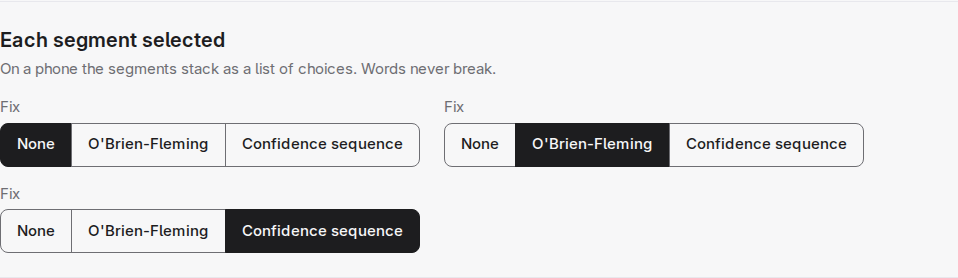 Each segment selected
On a phone the segments stack as a list of choices. Words never break.
Fix
None O'Brien-Fleming Confidence sequence
Fix
None O'Brien-Fleming Confidence sequence
Fix
None O'Brien-Fleming Confidence sequence